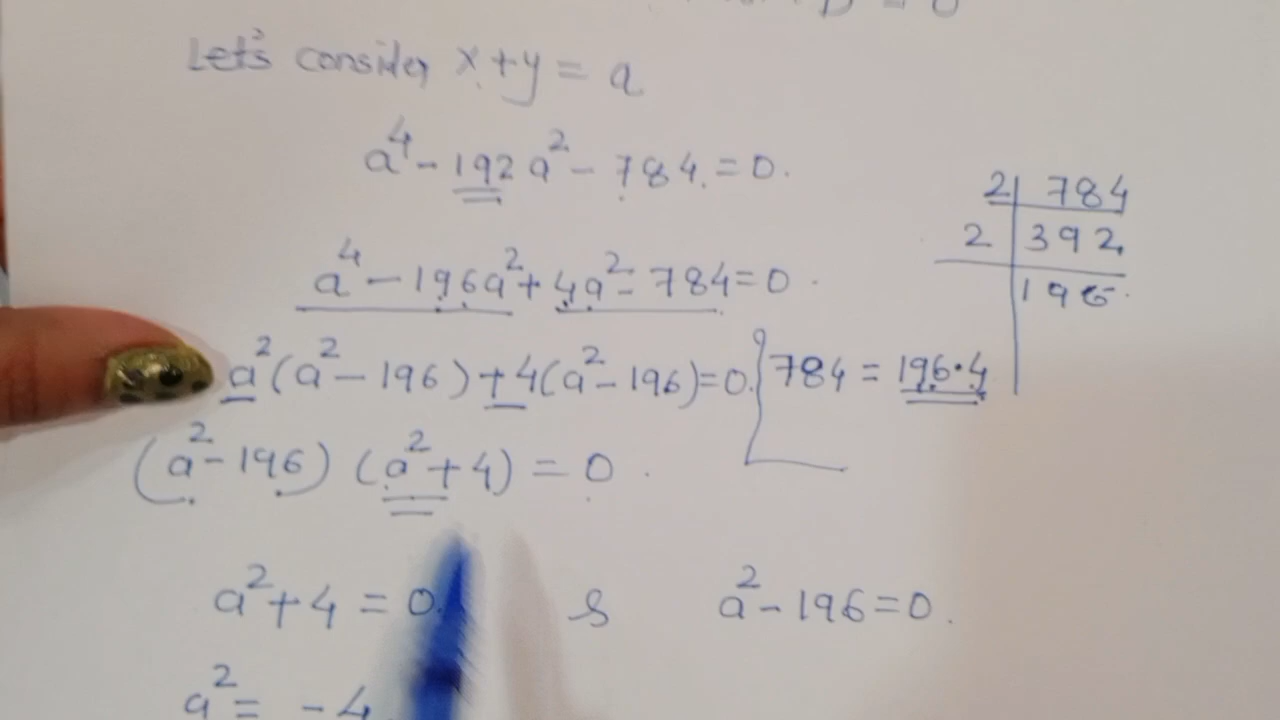 Let's consider x+y = a
a⁴ - 192a² - 784 = 0.
a⁴ - 196a² + 4a² - 784 = 0.
a²(a² - 196) + 4(a² - 196) = 0.
(a² - 196) (a² + 4) = 0.
a² + 4 = 0. & a² - 196 = 0.
a² = -4
2 | 784
2 | 392
| 196.
784 = 196·4